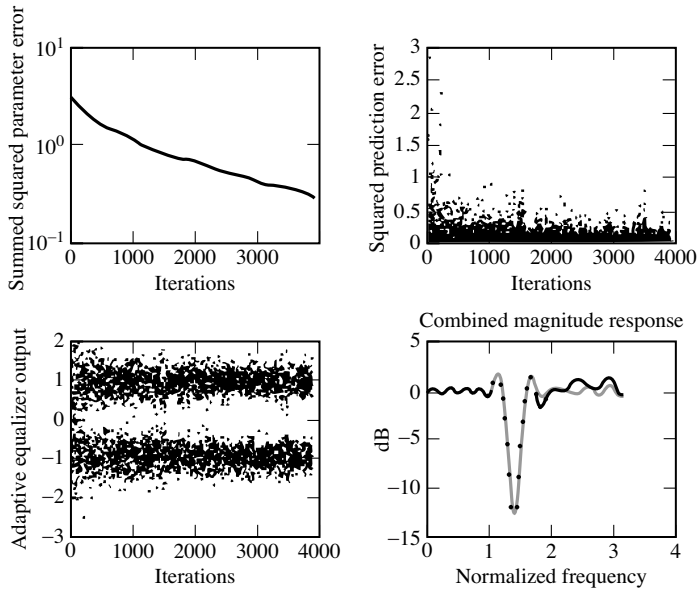 Summed squared parameter error
10^1
10^0
10^−1
0 1000 2000 3000
Iterations
Squared prediction error
3
2.5
2
1.5
1
0.5
0
0 1000 2000 3000 4000
Iterations
Adaptive equalizer output
2
1
0
−1
−2
−3
0 1000 2000 3000 4000
Iterations
Combined magnitude response
dB
5
0
−5
−10
−15
0 1 2 3 4
Normalized frequency